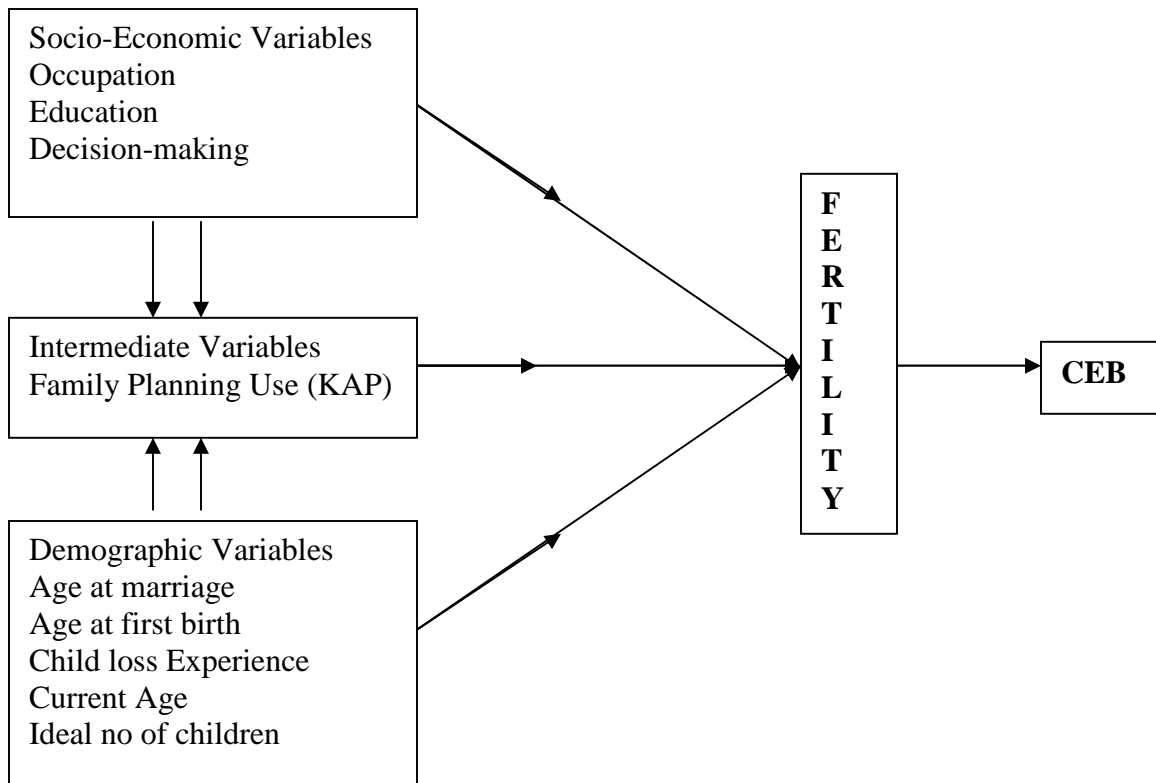 Socio-Economic Variables
Occupation
Education
Decision-making
Intermediate Variables
Family Planning Use (KAP)
Demographic Variables
Age at marriage
Age at first birth
Child loss Experience
Current Age
Ideal no of children
F
E
R
T
I
L
I
T
Y
CEB